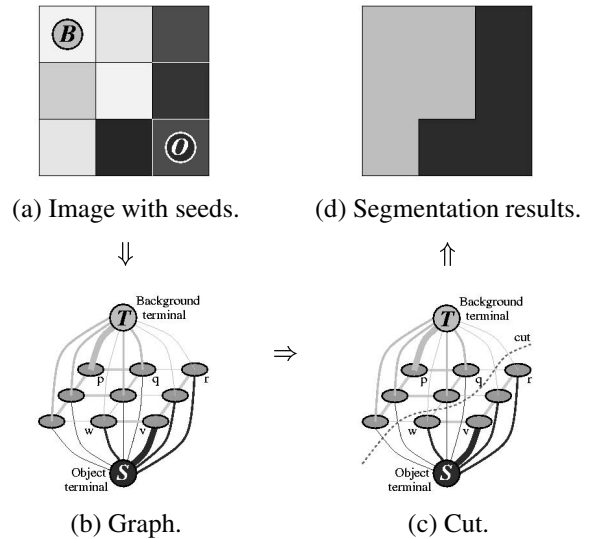 B
O
(a) Image with seeds.
(d) Segmentation results.
⇓
⇑
Background
terminal
T
p
q
r
w
v
Object
terminal
S
(b) Graph.
⇒
Background
terminal
T
cut
p
q
r
w
v
Object
terminal
S
(c) Cut.